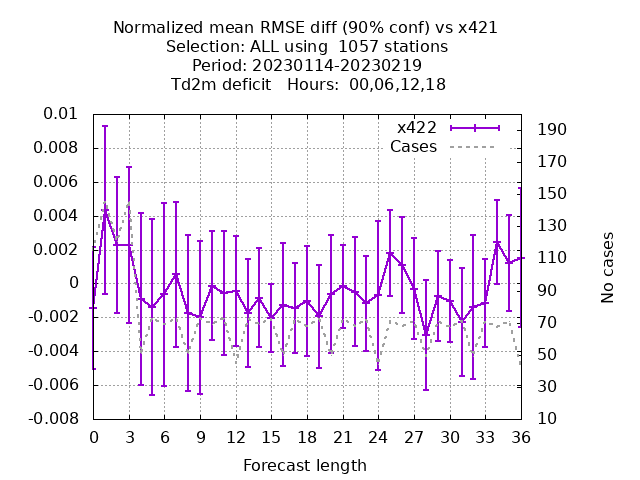 Normalized mean RMSE diff (90% conf) vs x421
Selection: ALL using  1057 stations
Period: 20230114-20230219
Td2m deficit   Hours:  00,06,12,18
x422
Cases
0.01
0.008
0.006
0.004
0.002
0
-0.002
-0.004
-0.006
-0.008
190
170
150
130
110
90
70
50
30
10
No cases
0 3 6 9 12 15 18 21 24 27 30 33 36
Forecast length